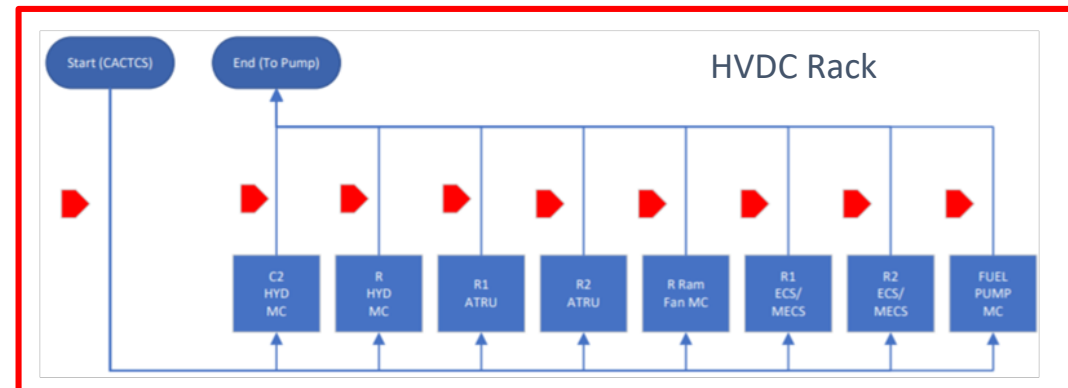 Start (CACTCS)
End (To Pump)
HVDC Rack
C2
HYD
MC
R
HYD
MC
R1
ATRU
R2
ATRU
R Ram
Fan MC
R1
ECS/
MECS
R2
ECS/
MECS
FUEL
PUMP
MC